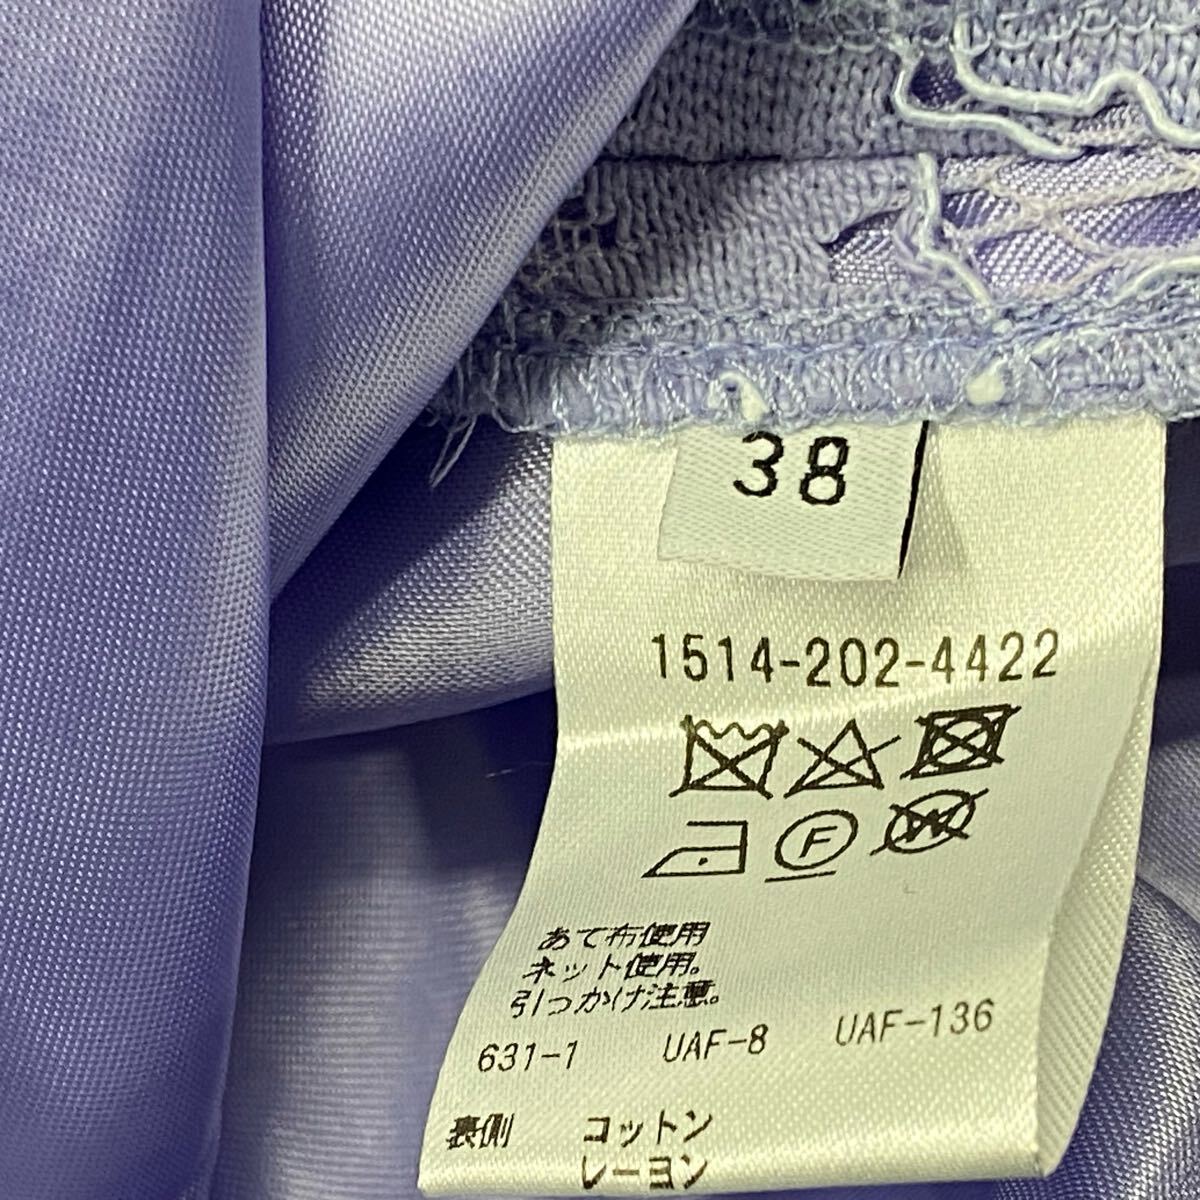 38
1514-202-4422
F
W
あて布使用
ネット使用。
引っかけ注意。
631-1 UAF-8 UAF-136
表側 コットン
レーヨン